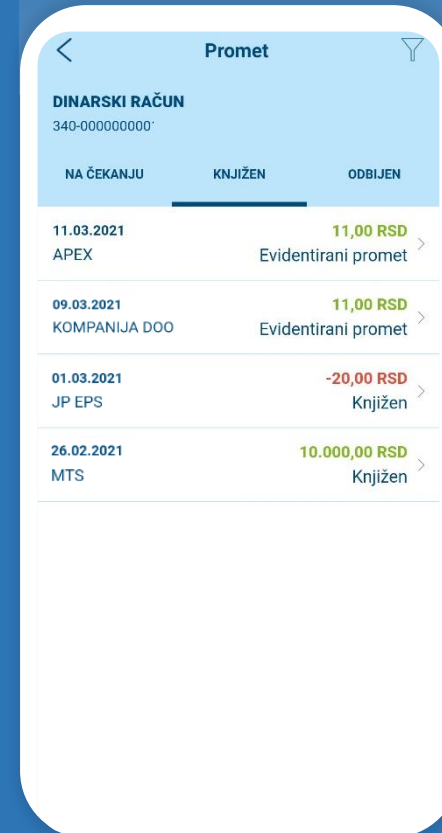 Promet
DINARSKI RAČUN
340-000000000
NA ČEKANJU KNJIŽEN ODBIJEN
11.03.2021 11,00 RSD
APEX Evidentirani promet
09.03.2021 11,00 RSD
KOMPANIJA DOO Evidentirani promet
01.03.2021 -20,00 RSD
JP EPS Knjižen
26.02.2021 10.000,00 RSD
MTS Knjižen